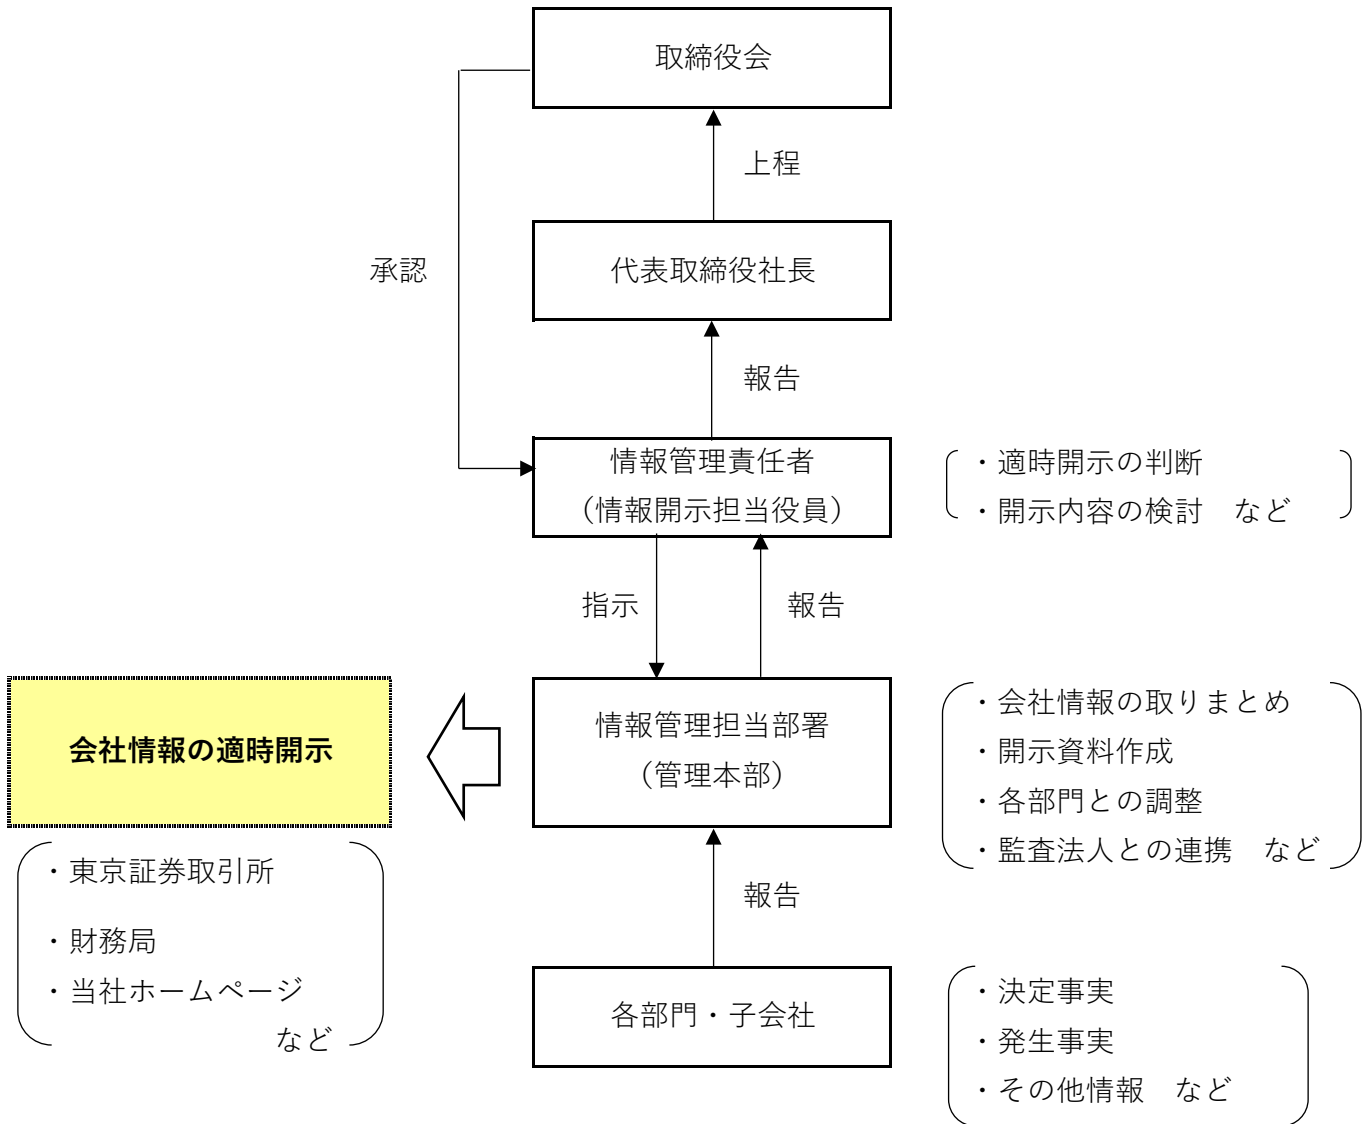 取締役会
上程
代表取締役社長
承認
報告
情報管理責任者
（情報開示担当役員）
・適時開示の判断
・開示内容の検討　など
指示
報告
会社情報の適時開示
情報管理担当部署
（管理本部）
・会社情報の取りまとめ
・開示資料作成
・各部門との調整
・監査法人との連携　など
・東京証券取引所
・財務局
・当社ホームページ
など
報告
各部門・子会社
・決定事実
・発生事実
・その他情報　など